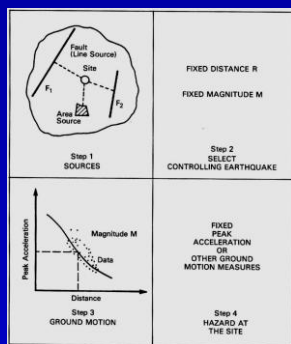 Fault
(Line Source)
Site
F1
F2
Area
Source
Step 1
SOURCES
FIXED DISTANCE R
FIXED MAGNITUDE M
Step 2
SELECT
CONTROLLING EARTHQUAKE
Peak Acceleration
Magnitude M
Data
Distance
Step 3
GROUND MOTION
FIXED
PEAK
ACCELERATION
OR
OTHER GROUND
MOTION MEASURES
Step 4
HAZARD AT
THE SITE